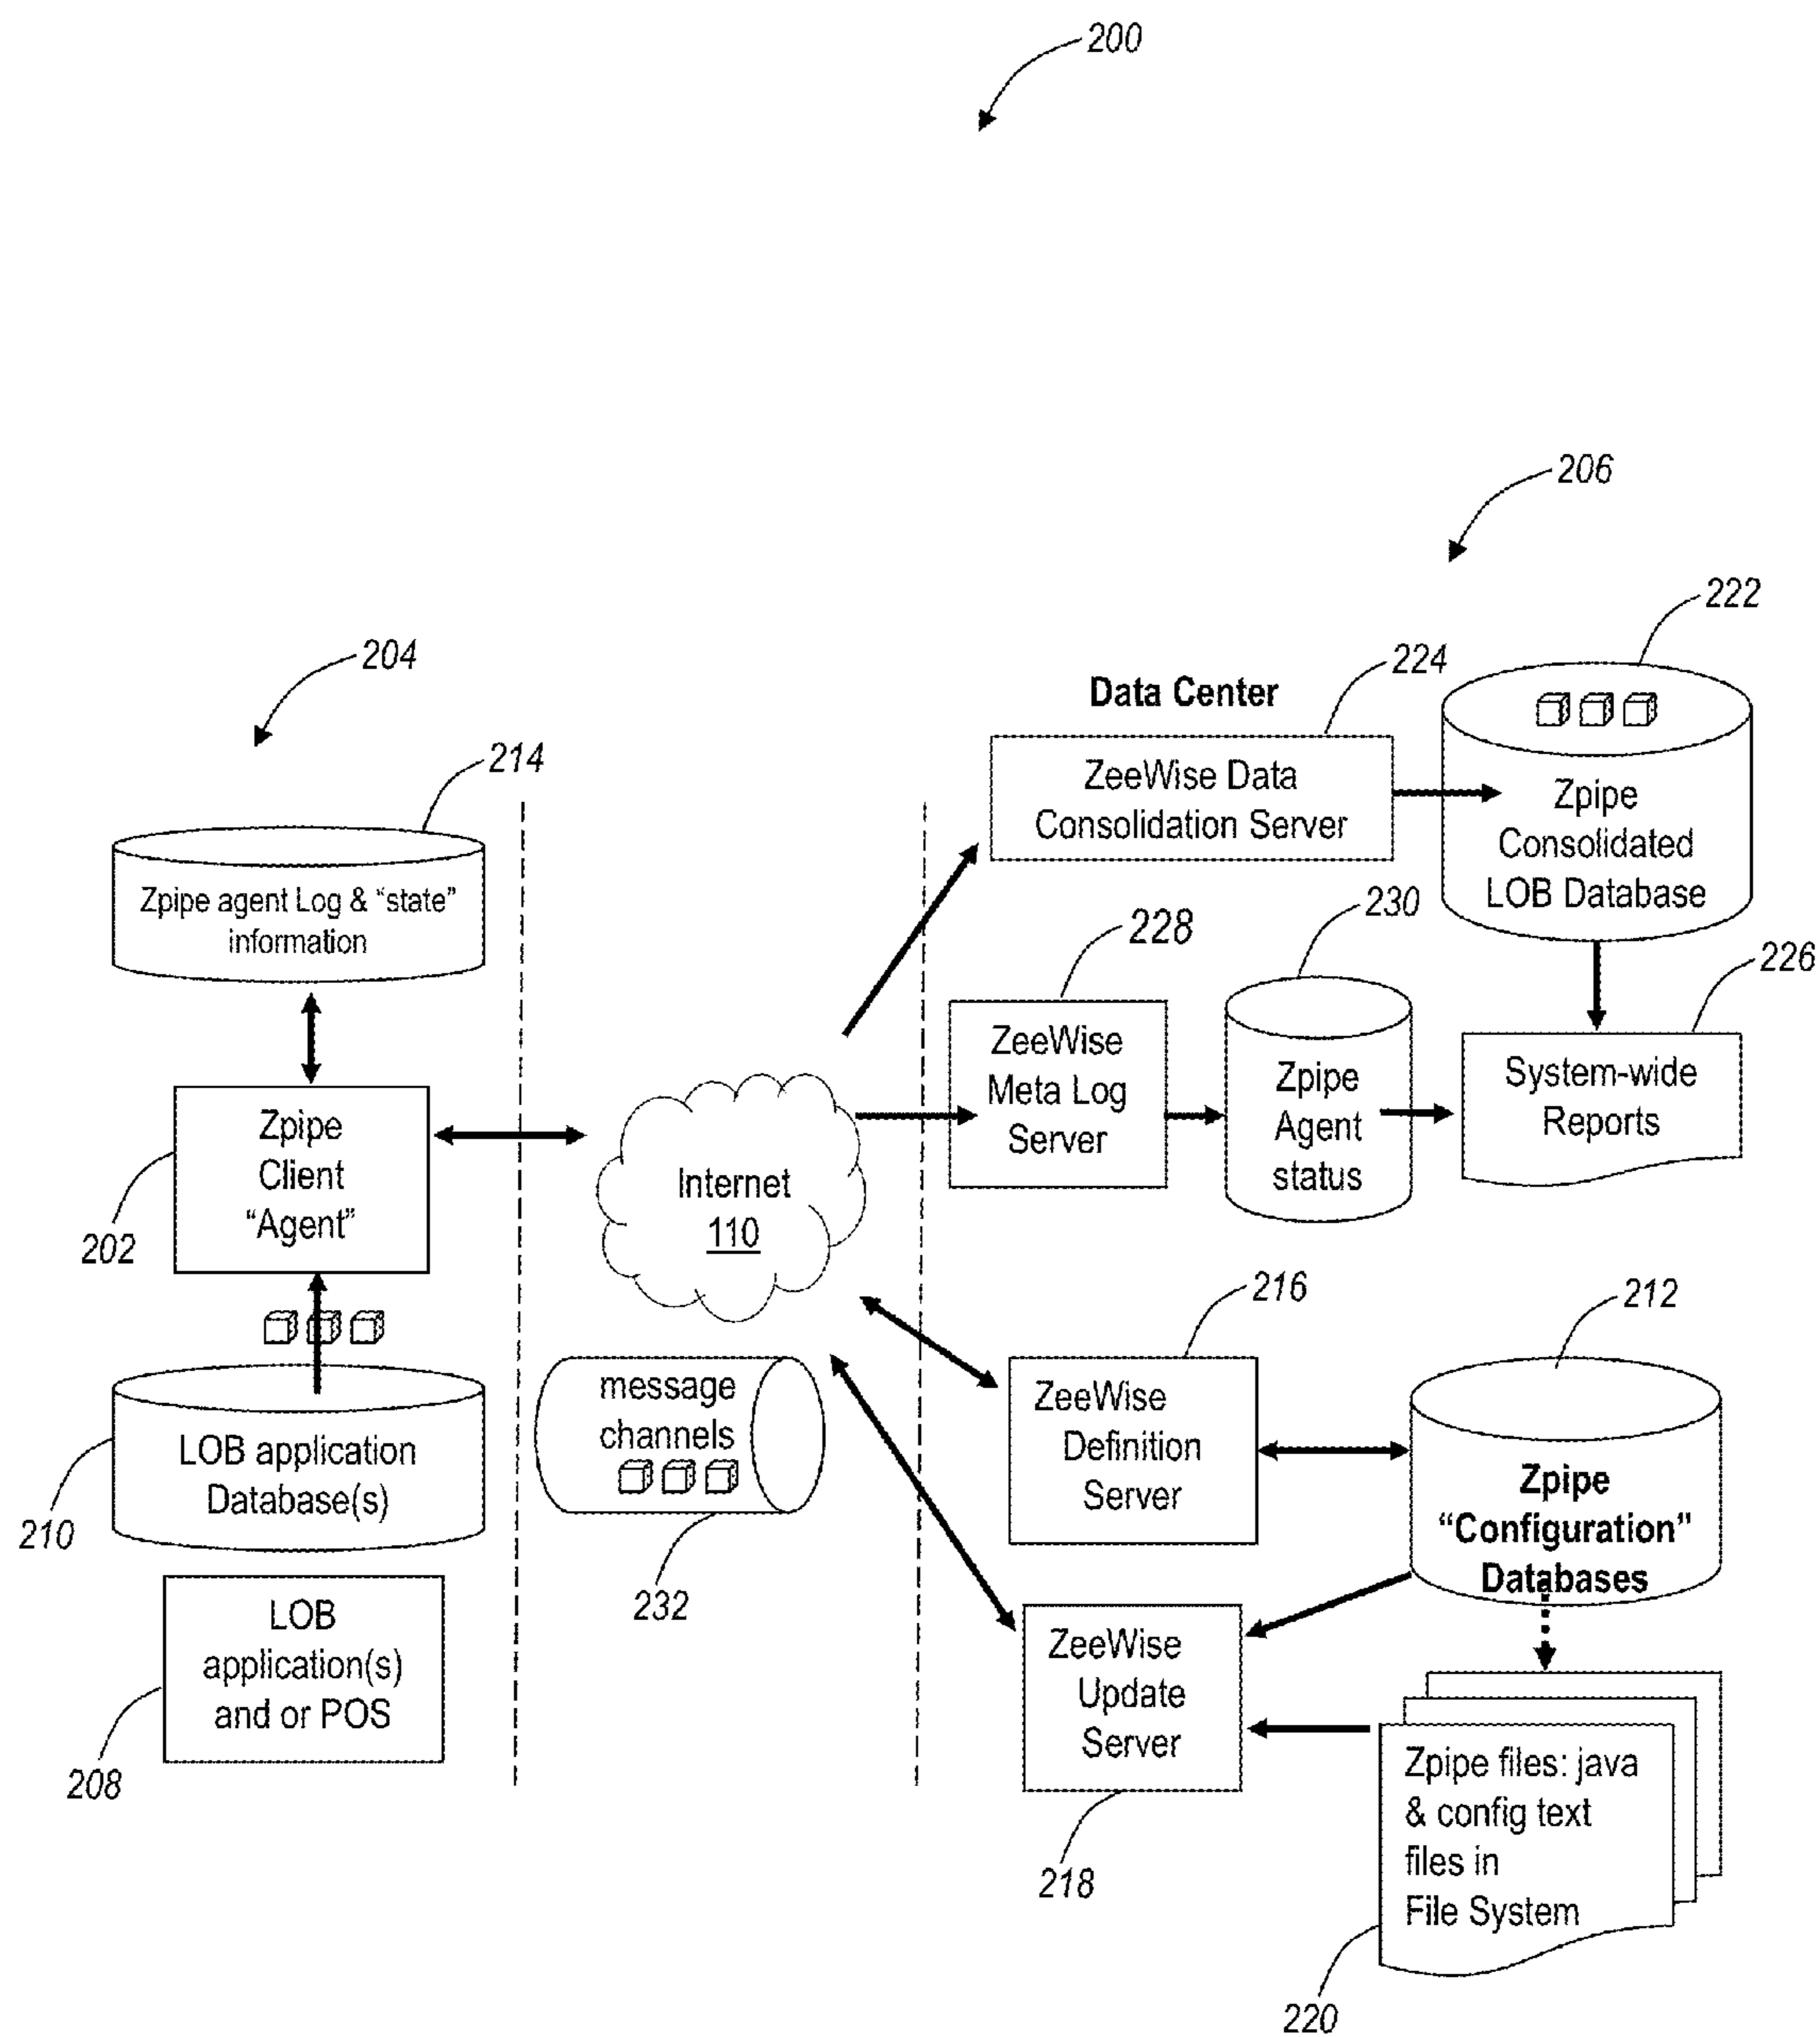 200
206
222
204
224
Data Center
214
ZeeWise Data
Consolidation Server
Zpipe
Consolidated
LOB Database
Zpipe agent Log & “state”
information
228
230
226
ZeeWise
Meta Log
Server
Zpipe
Agent
status
System-wide
Reports
Zpipe
Client
“Agent”
202
Internet
110
216
212
message
channels
232
LOB application
Database(s)
210
ZeeWise
Definition
Server
Zpipe
“Configuration”
Databases
LOB
application(s)
and or POS
208
ZeeWise
Update
Server
218
Zpipe files: java
& config text
files in
File System
220